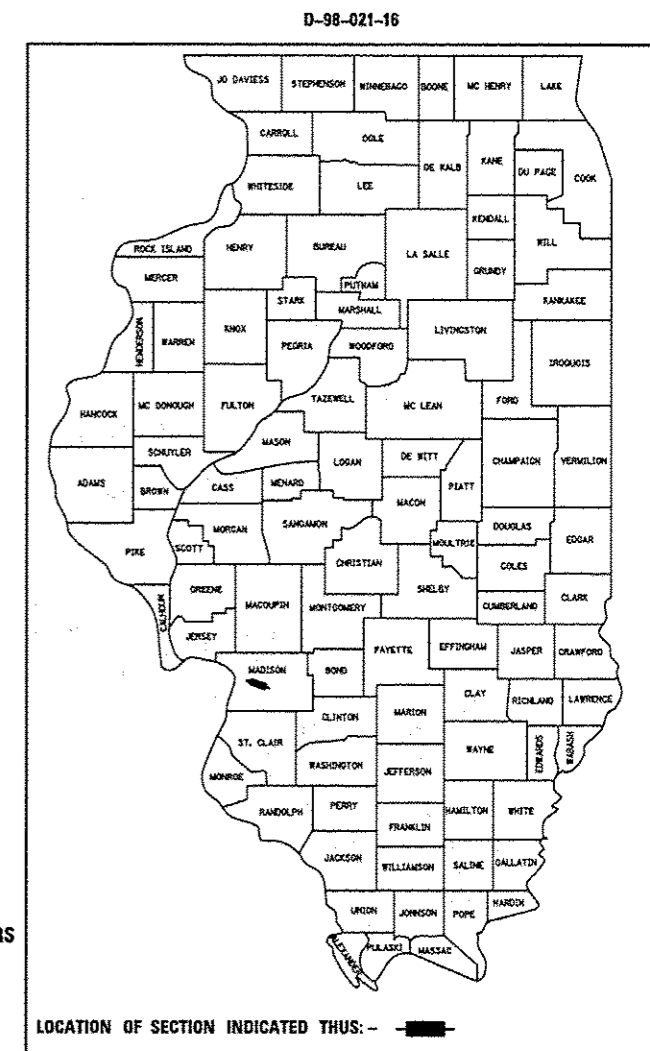 D-98-021-16
JO DAVIESS STEPHENSON WINNEBAGO BOONE MC HENRY LAKE
CARROLL OGLE DE KALB KANE DU PAGE COOK
WHITESIDE LEE
KENDALL
ROCK ISLAND HENRY BUREAU LA SALLE WILL
MERCER PUTNAM GRUNDY
STARK MARSHALL KANKAKEE
HENDERSON WARREN KNOX PEORIA WOODFORD LIVINGSTON IROQUOIS
HANCOCK MC DONOUGH FULTON TAZEWELL MC LEAN FORD
SCHUYLER MASON
ADAMS BROWN CASS MENARD LOGAN DE WITT CHAMPAIGN VERMILION
MACON PIATT
PIKE SCOTT MORGAN SANGAMON MOULTRIE DOUGLAS EDGAR
CHRISTIAN COLES
CALHOUN GREENE MACOUPIN MONTGOMERY SHELBY CUMBERLAND CLARK
JERSEY FAYETTE EFFINGHAM JASPER CRAWFORD
MADISON BOND
CLAY RICHLAND LAWRENCE
CLINTON MARION
ST. CLAIR WAYNE EDWARDS WABASH
MONROE WASHINGTON JEFFERSON
RANDOLPH PERRY HAMILTON WHITE
FRANKLIN
JACKSON WILLIAMSON SALINE GALLATIN
UNION JOHNSON POPE HARDIN
RS
ALEXANDER PULASKI MASSAC
LOCATION OF SECTION INDICATED THUS: -